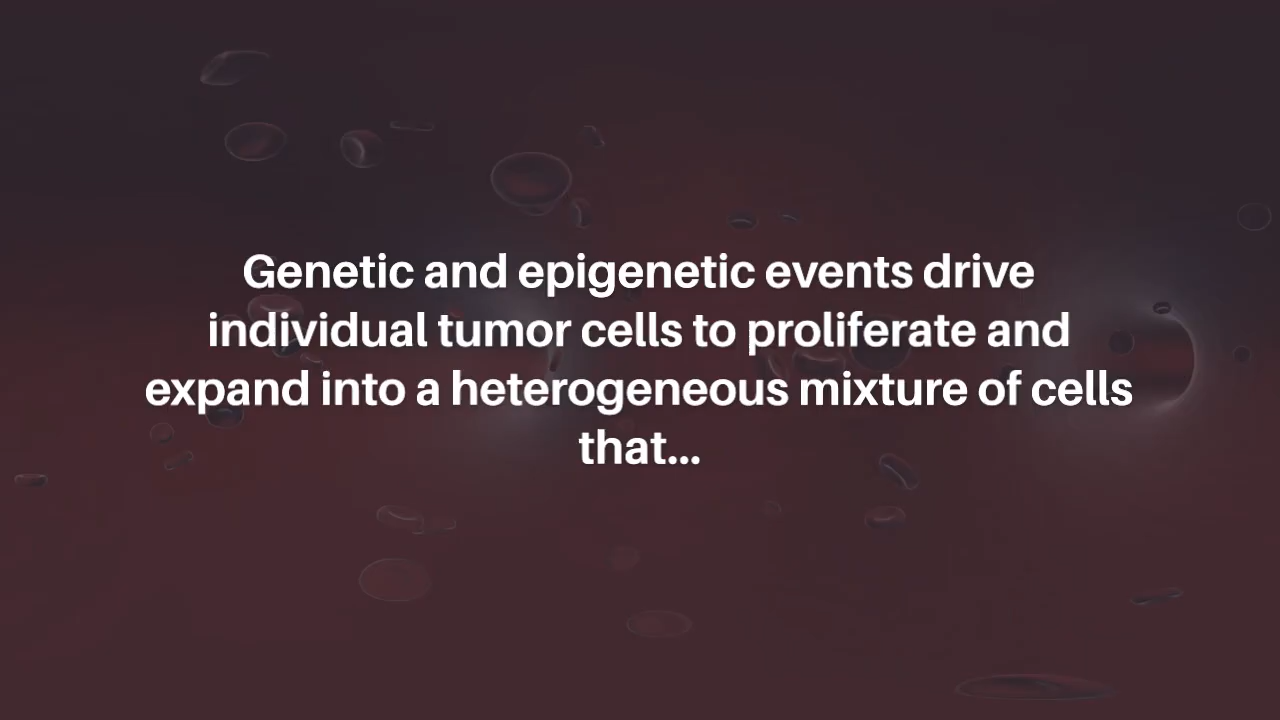 Genetic and epigenetic events drive
individual tumor cells to proliferate and
expand into a heterogeneous mixture of cells
that...